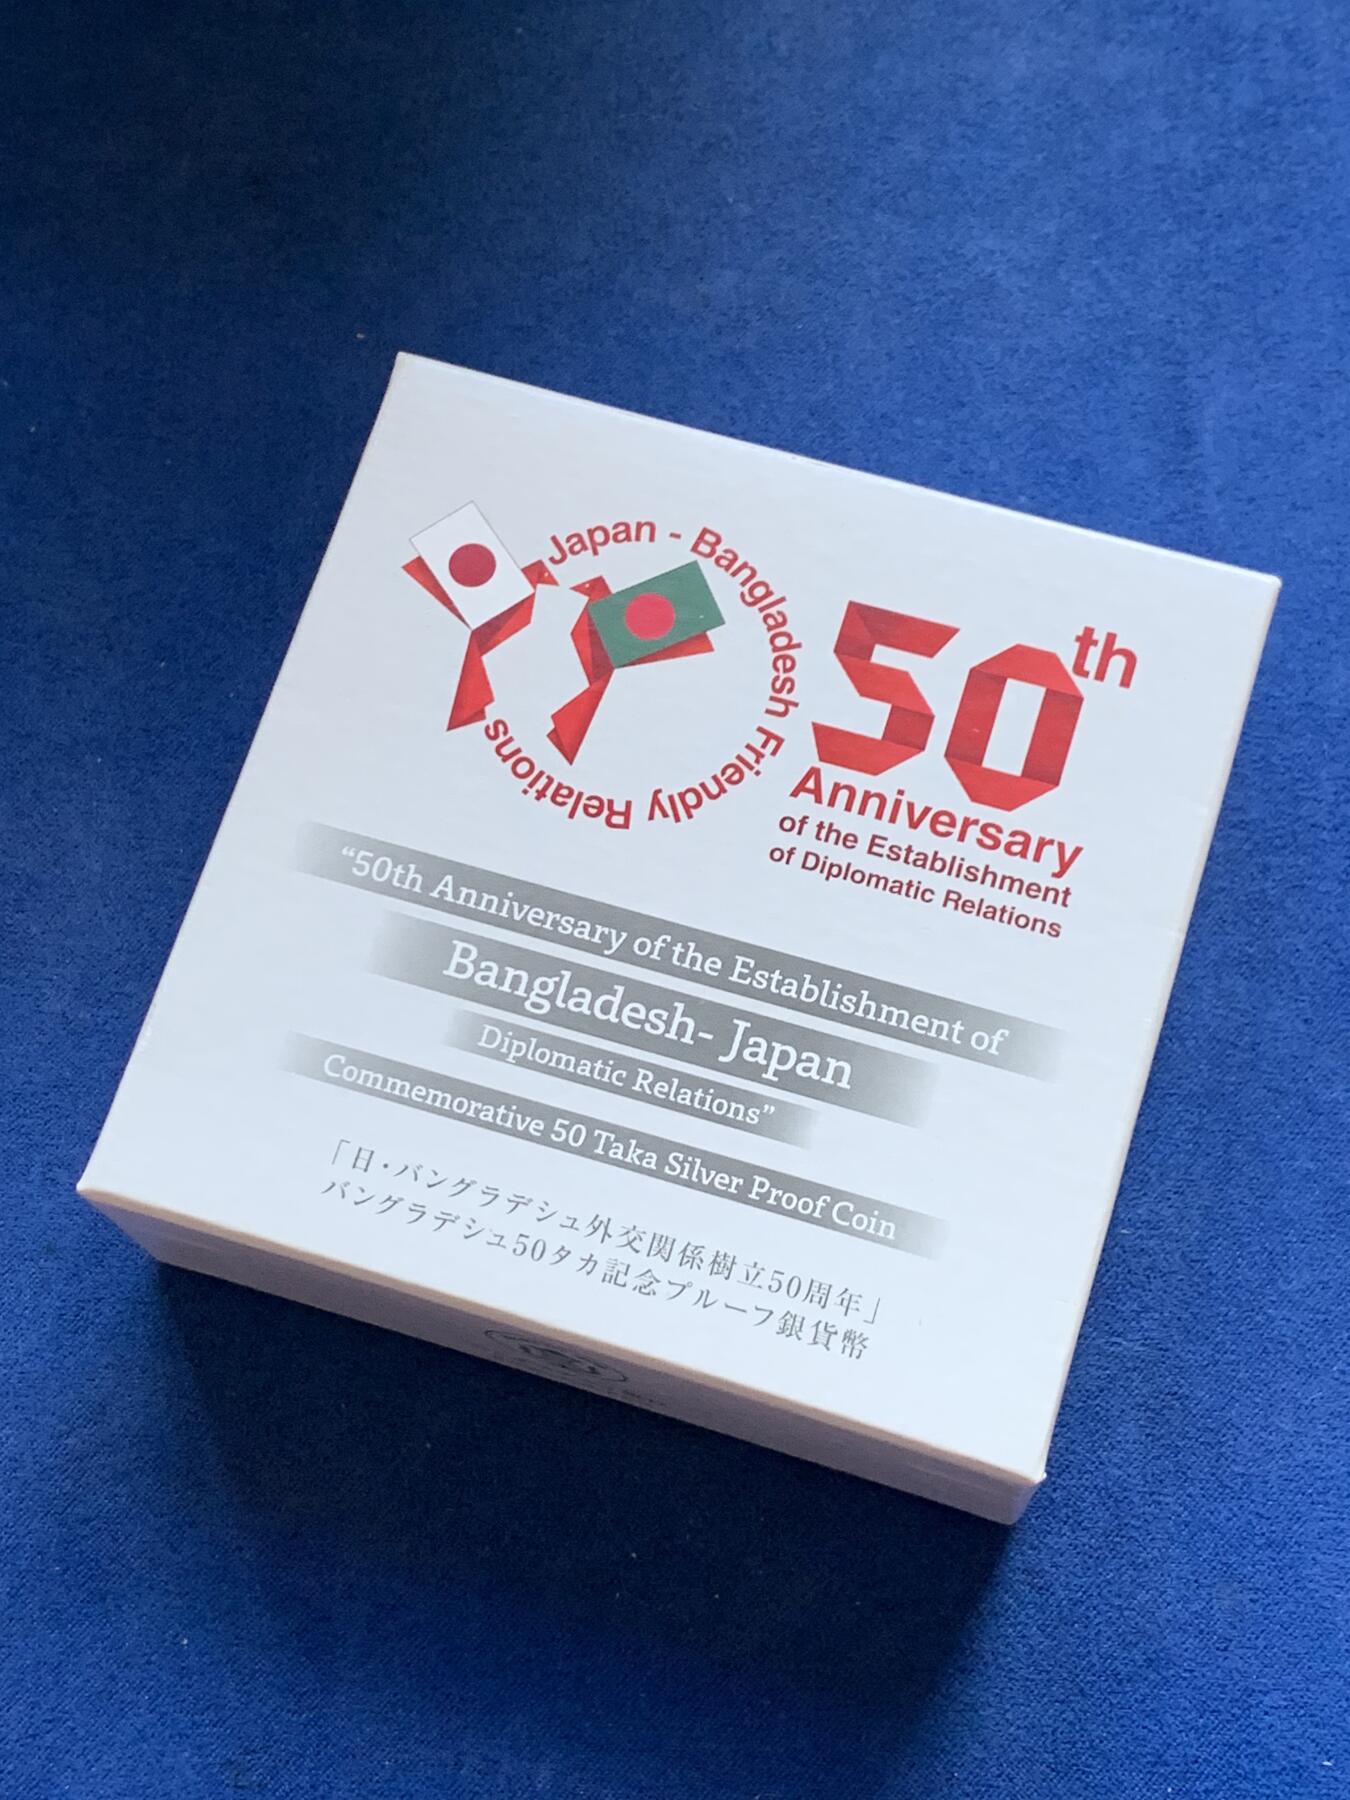 Japan - Bangladesh Friendly Relations
50th
Anniversary
of the Establishment
of Diplomatic Relations
“50th Anniversary of the Establishment of
Bangladesh- Japan
Diplomatic Relations”
Commemorative 50 Taka Silver Proof Coin
「日・バングラデシュ外交関係樹立50周年」
バングラデシュ50タカ記念プルーフ銀貨幣